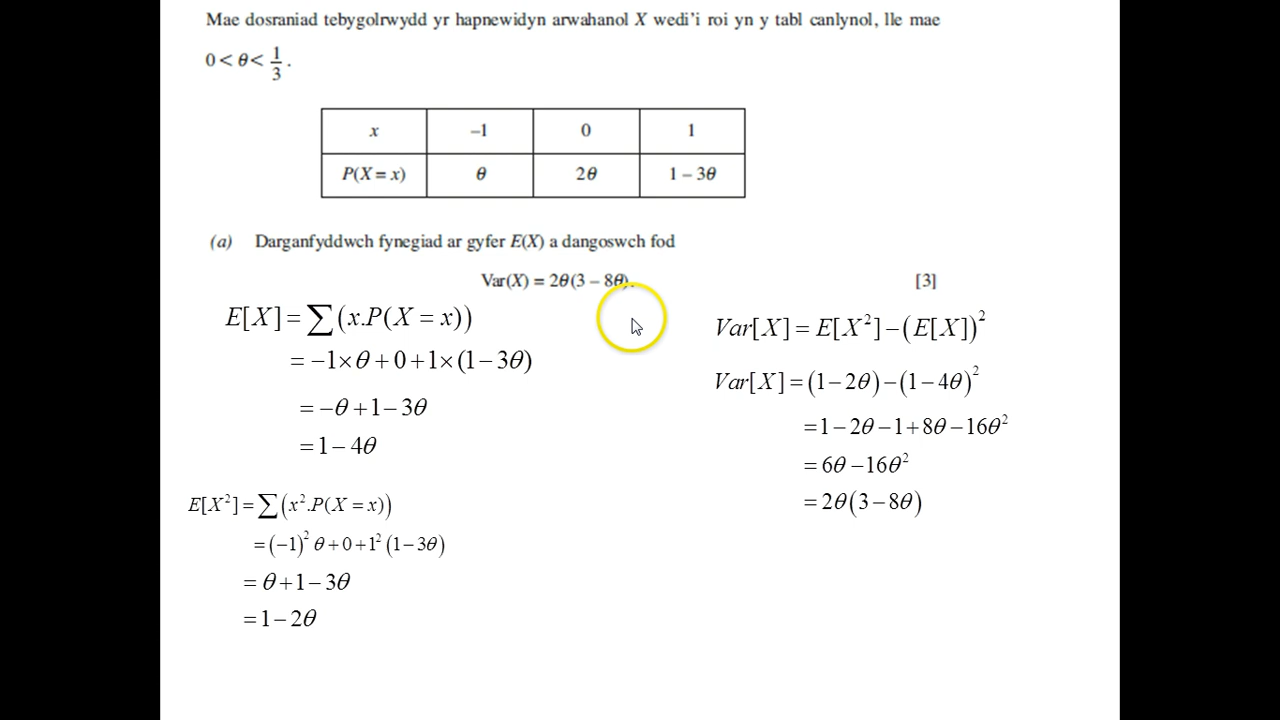 Mae dosraniad tebygolrwydd yr hapnewidyn arwahanol X wedi'i roi yn y tabl canlynol, lle mae
0 < θ < 1/3.
x −1 0 1
P(X = x) θ 2θ 1 − 3θ
(a) Darganfyddwch fynegiad ar gyfer E(X) a dangoswch fod
Var(X) = 2θ(3 − 8θ). [3]
E[X] = ∑(x.P(X = x))
= −1×θ + 0 + 1×(1 − 3θ)
= −θ + 1 − 3θ
= 1 − 4θ
E[X²] = ∑(x².P(X = x))
= (−1)² θ + 0 + 1² (1 − 3θ)
= θ + 1 − 3θ
= 1 − 2θ
Var[X] = E[X²] − (E[X])²
Var[X] = (1 − 2θ) − (1 − 4θ)²
= 1 − 2θ − 1 + 8θ − 16θ²
= 6θ − 16θ²
= 2θ(3 − 8θ)